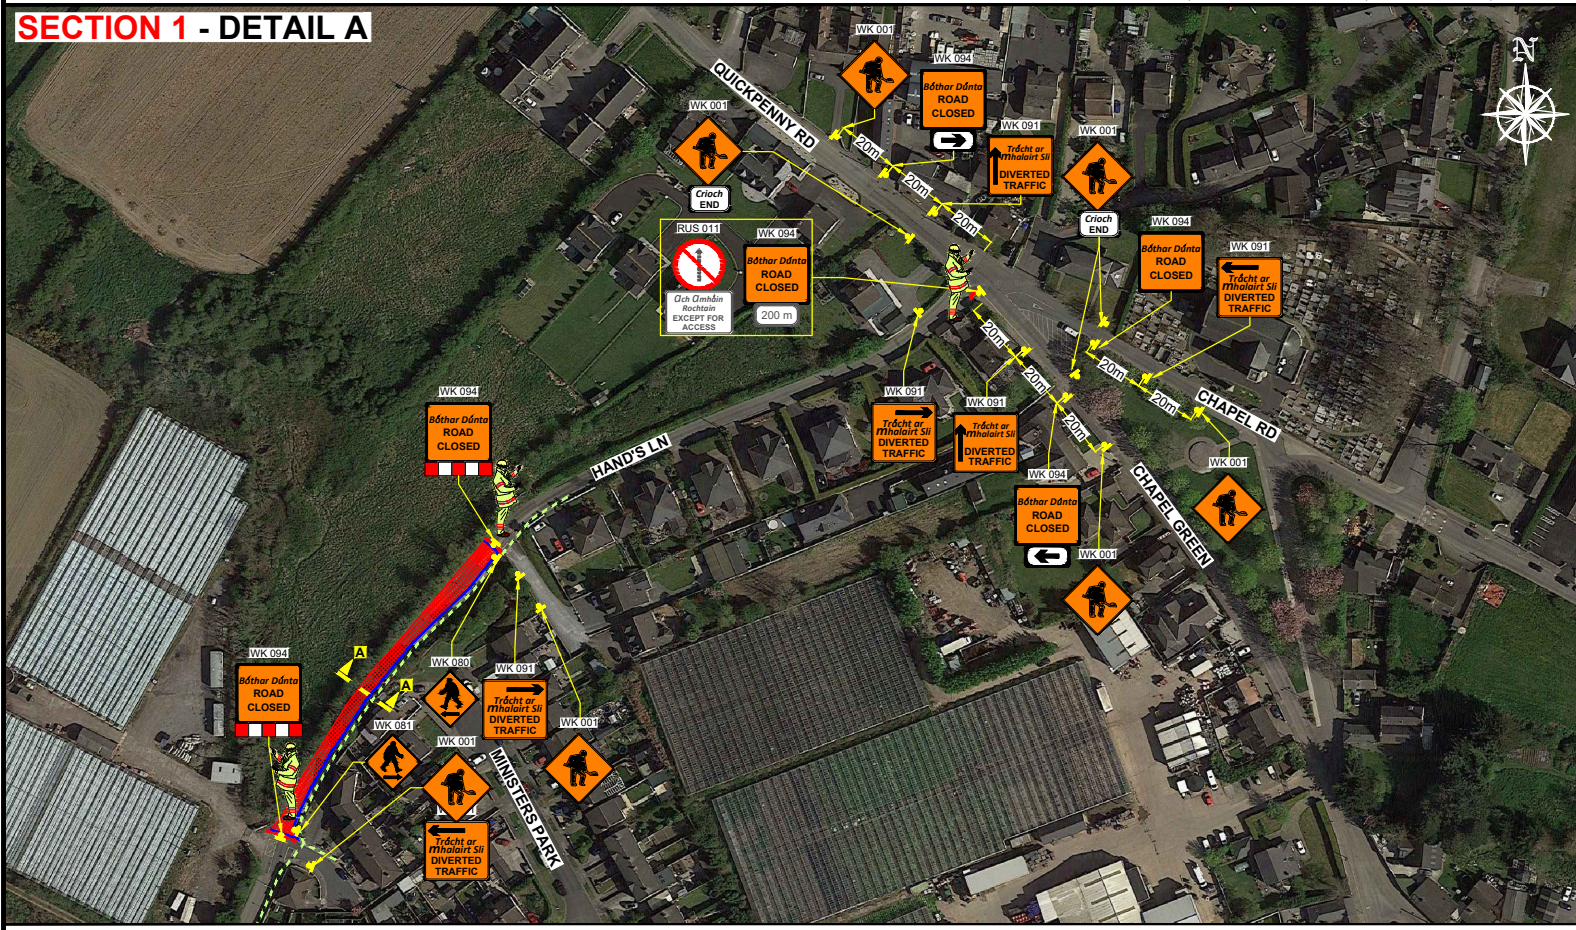 SECTION 1 - DETAIL A
N
QUICKPENNY RD
WK 001
WK 094
Bóthar Dúnta
ROAD
CLOSED
WK 001
Críoch
END
WK 091
Trácht ar
Mhalairt Slí
DIVERTED
TRAFFIC
WK 001
Críoch
END
20m
20m
20m
RUS 011
Ach Amháin
Rochtain
EXCEPT FOR
ACCESS
WK 094
Bóthar Dúnta
ROAD
CLOSED
200 m
WK 094
Bóthar Dúnta
ROAD
CLOSED
WK 091
Trácht ar
Mhalairt Slí
DIVERTED
TRAFFIC
20m
20m
20m
20m
20m
CHAPEL RD
WK 091
Trácht ar
Mhalairt Slí
DIVERTED
TRAFFIC
WK 091
Trácht ar
Mhalairt Slí
DIVERTED
TRAFFIC
WK 094
Bóthar Dúnta
ROAD
CLOSED
HAND'S LN
WK 094
Bóthar Dúnta
ROAD
CLOSED
WK 001
WK 001
CHAPEL GREEN
A
A
WK 094
Bóthar Dúnta
ROAD
CLOSED
WK 080
WK 091
Trácht ar
Mhalairt Slí
DIVERTED
TRAFFIC
WK 001
WK 081
WK 001
Trácht ar
Mhalairt Slí
DIVERTED
TRAFFIC
MINISTERS PARK